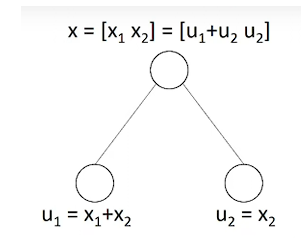 x = [x₁ x₂] = [u₁+u₂ u₂]
u₁ = x₁+x₂
u₂ = x₂